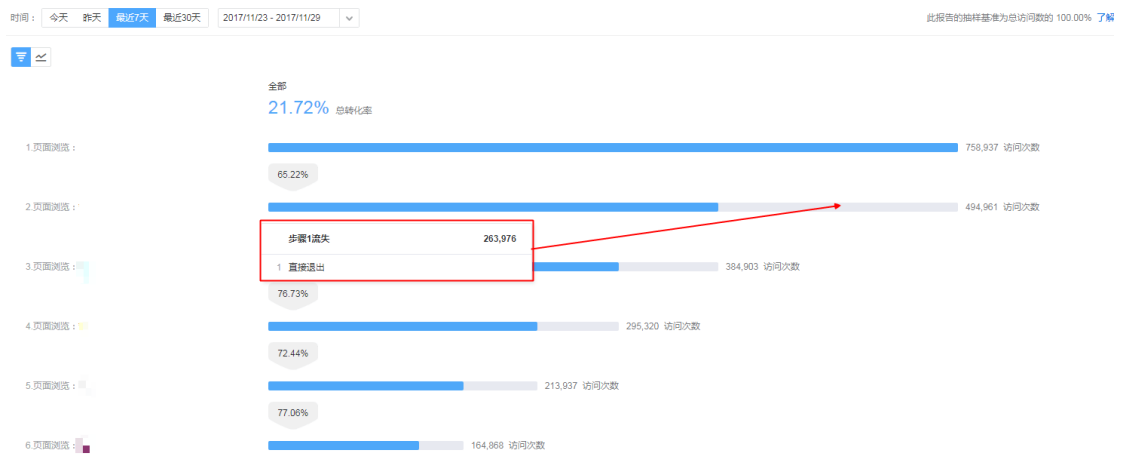 时间： 今天 昨天 最近7天 最近30天 2017/11/23 - 2017/11/29 此报告的抽样基准为总访问数的 100.00% 了解
全部
21.72% 总转化率
1.页面浏览： 758,937 访问次数
65.22%
2.页面浏览： 494,961 访问次数
步骤1流失 263,976
1 直接退出
3.页面浏览： 384,903 访问次数
76.73%
4.页面浏览： 295,320 访问次数
72.44%
5.页面浏览： 213,937 访问次数
77.06%
6.页面浏览： 164,868 访问次数